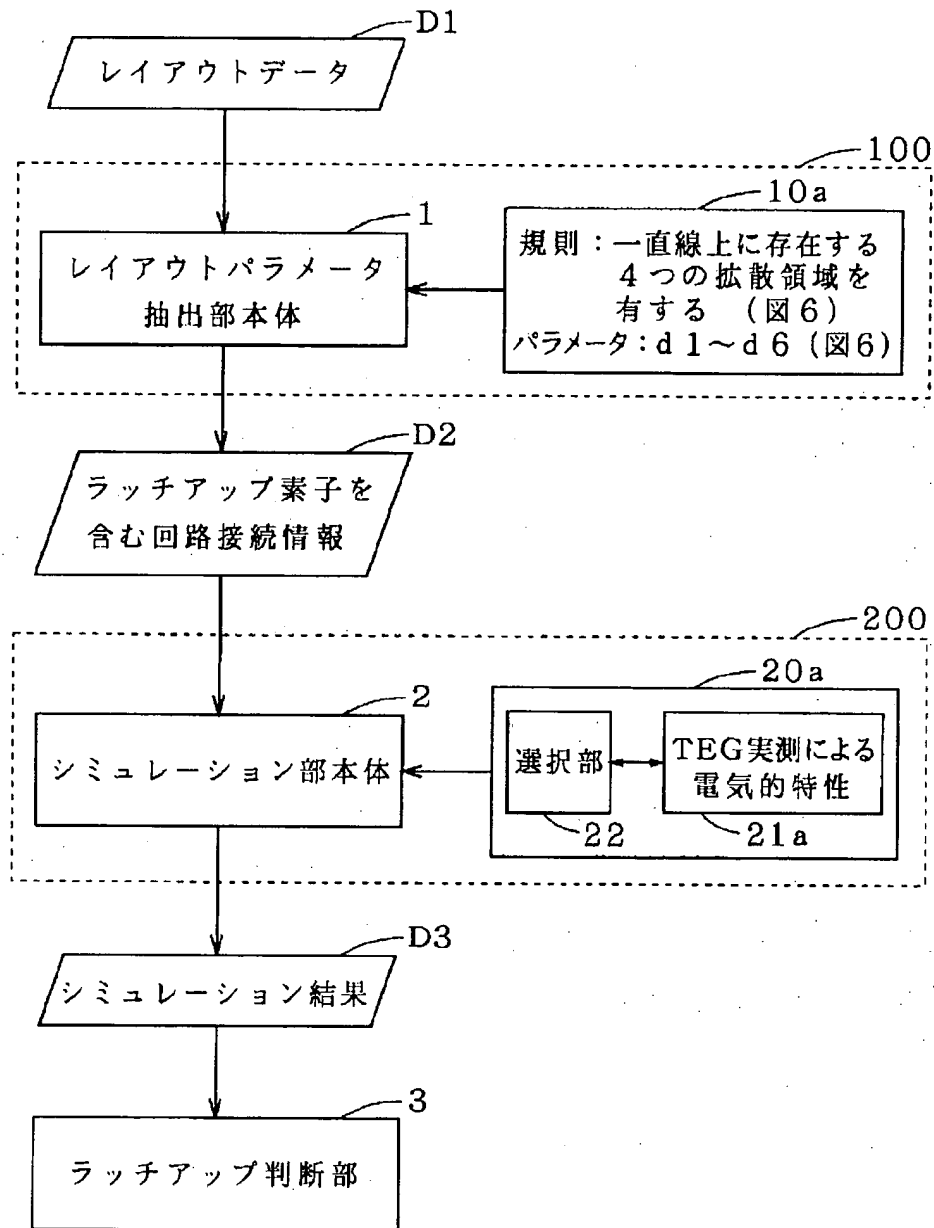 D1
レイアウトデータ
100
1
10a
レイアウトパラメータ
抽出部本体
規則：一直線上に存在する
４つの拡散領域を
有する （図６）
パラメータ：ｄ１～ｄ６（図６）
D2
ラッチアップ素子を
含む回路接続情報
200
2
20a
シミュレーション部本体
選択部
22
TEG実測による
電気的特性
21a
D3
シミュレーション結果
3
ラッチアップ判断部